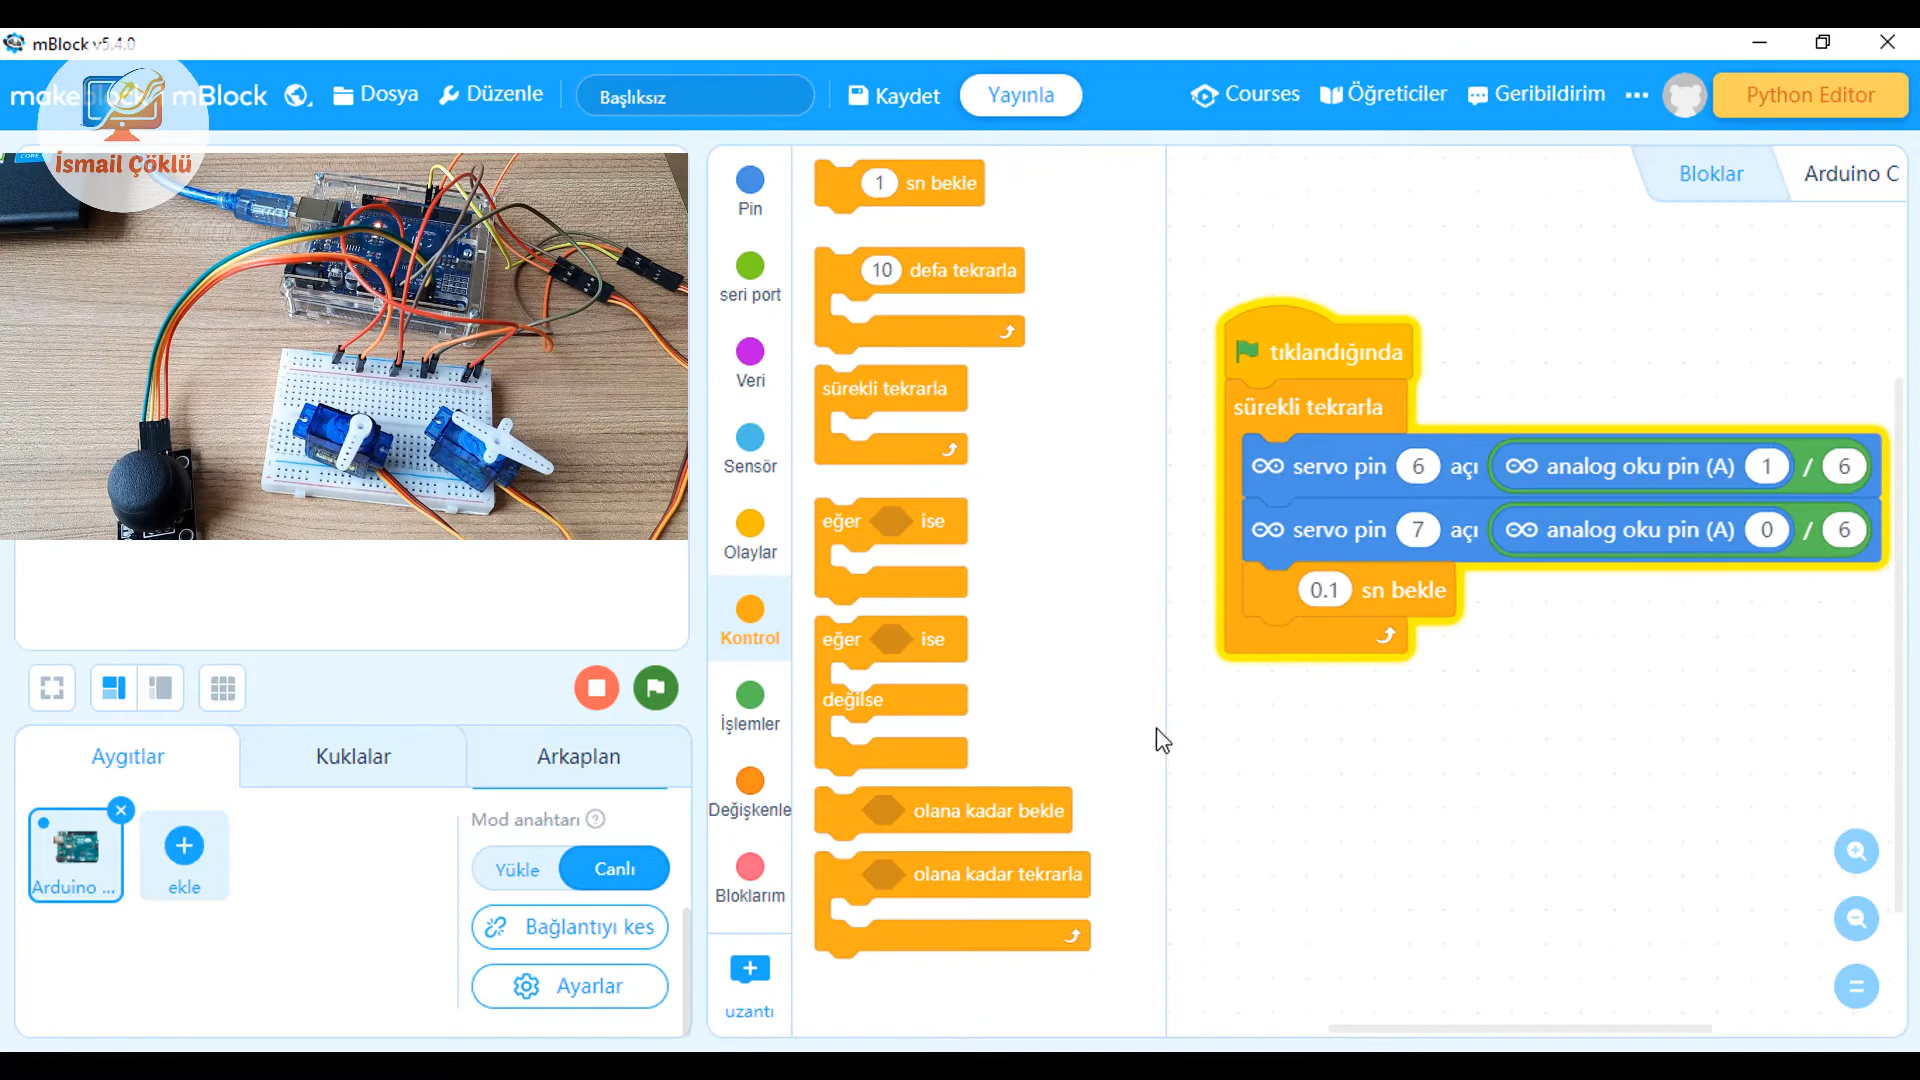 mBlock v5.4.0
makeblock mBlock
Dosya
Düzenle
Başlıksız
Kaydet
Yayınla
Courses
Öğreticiler
Geribildirim
Python Editor
İsmail Çöklü
CORE
Pin
seri port
Veri
Sensör
Olaylar
Kontrol
İşlemler
Değişkenle
Bloklarım
uzantı
1 sn bekle
10 defa tekrarla
sürekli tekrarla
eğer ise
eğer ise
değilse
olana kadar bekle
olana kadar tekrarla
Bloklar
Arduino C
tıklandığında
sürekli tekrarla
servo pin 6 açı analog oku pin (A) 1 / 6
servo pin 7 açı analog oku pin (A) 0 / 6
0.1 sn bekle
Aygıtlar
Kuklalar
Arkaplan
Arduino ...
ekle
Mod anahtarı ?
Yükle
Canlı
Bağlantıyı kes
Ayarlar